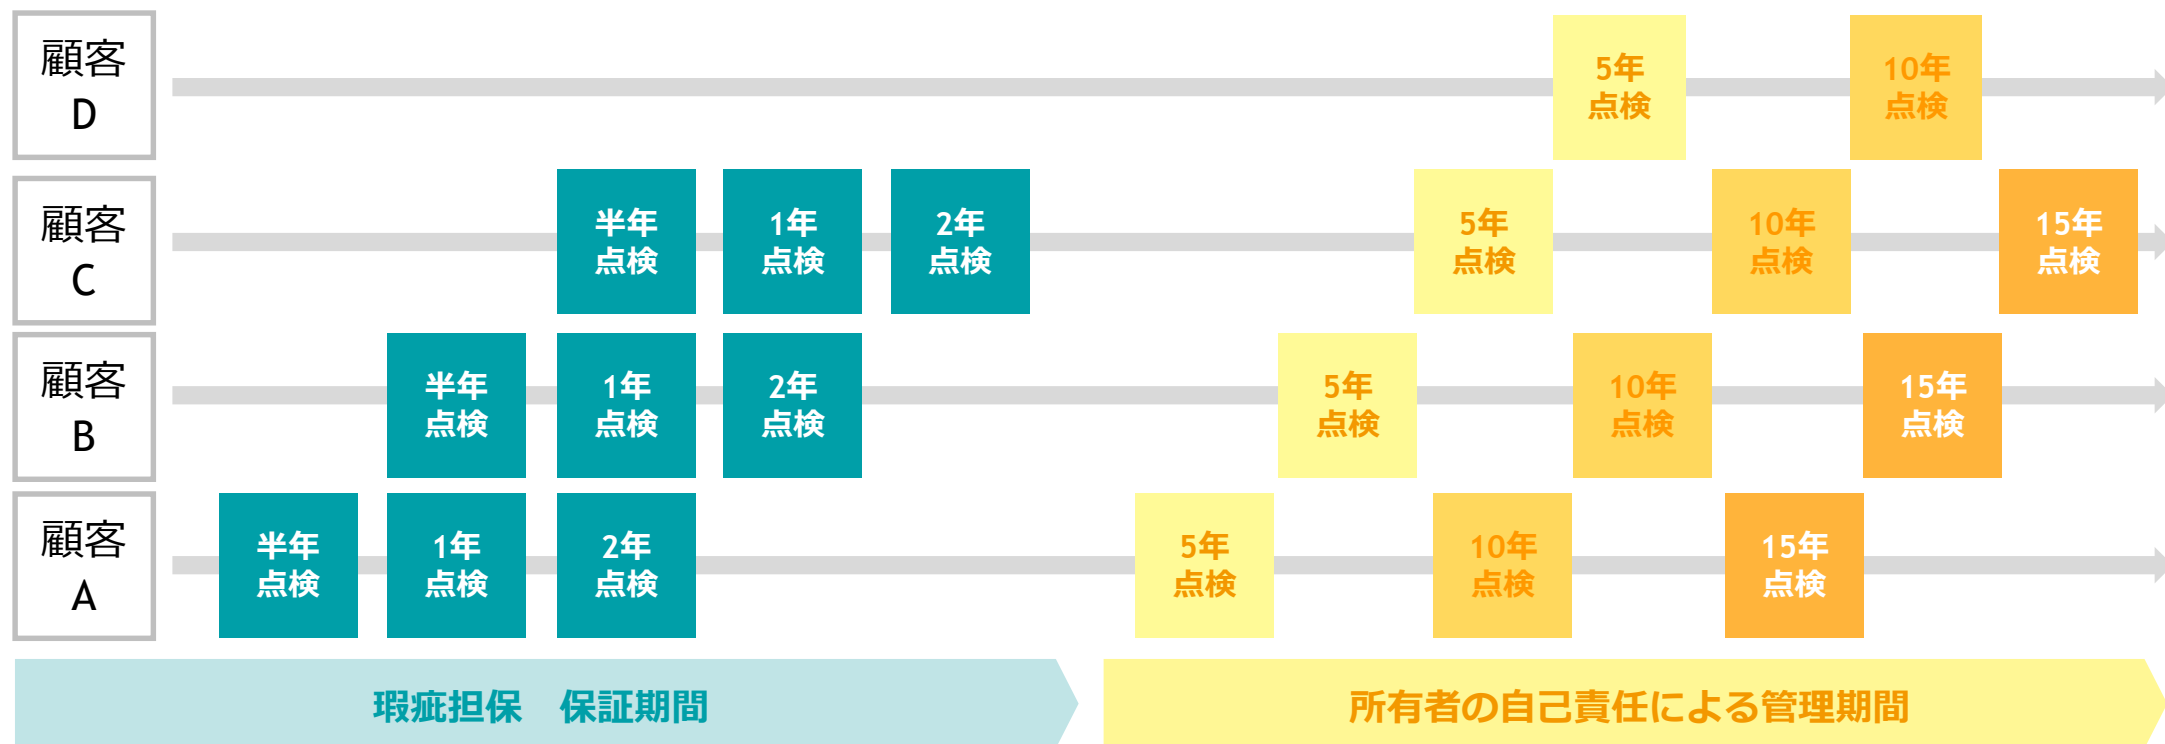 顧客
D
5年
点検
10年
点検
顧客
C
半年
点検
1年
点検
2年
点検
5年
点検
10年
点検
15年
点検
顧客
B
半年
点検
1年
点検
2年
点検
5年
点検
10年
点検
15年
点検
顧客
A
半年
点検
1年
点検
2年
点検
5年
点検
10年
点検
15年
点検
瑕疵担保　保証期間
所有者の自己責任による管理期間